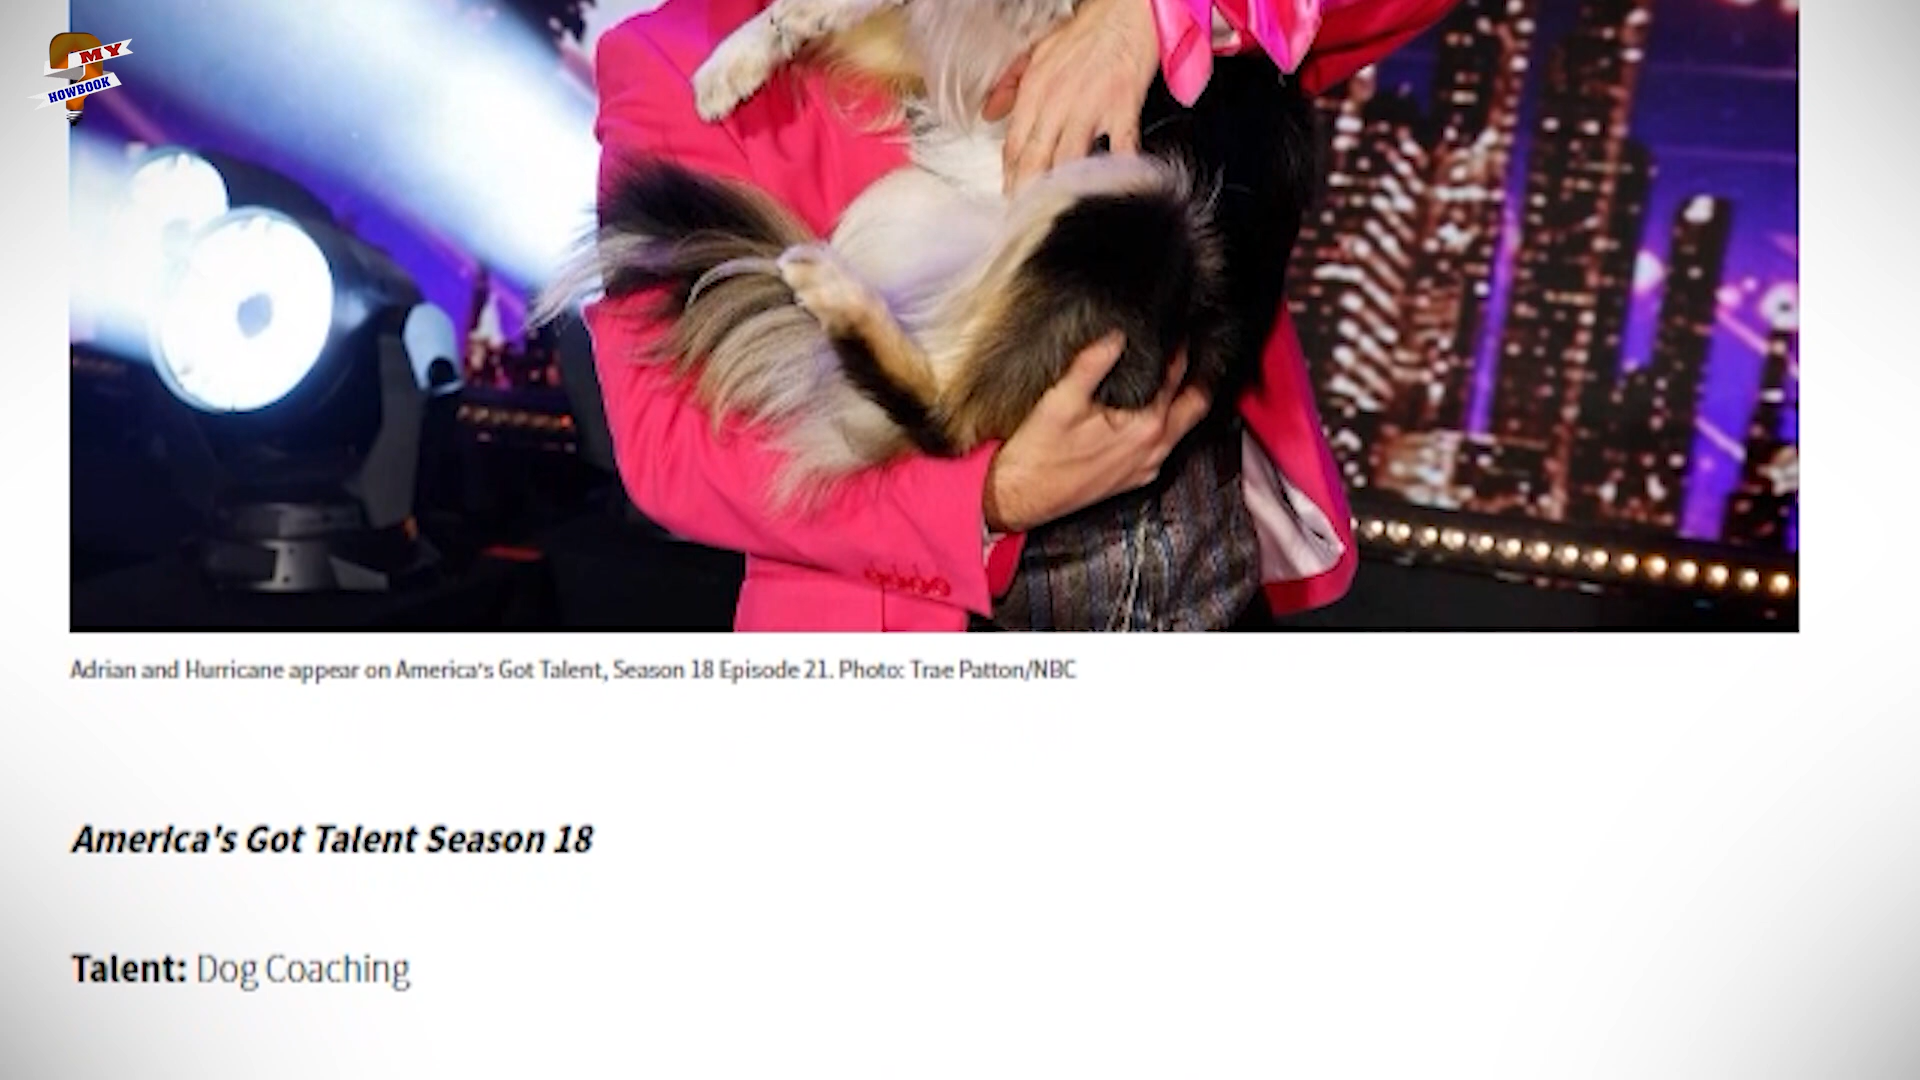 MY
HOWBOOK
Adrian and Hurricane appear on America's Got Talent, Season 18 Episode 21. Photo: Trae Patton/NBC
America's Got Talent Season 18
Talent: Dog Coaching